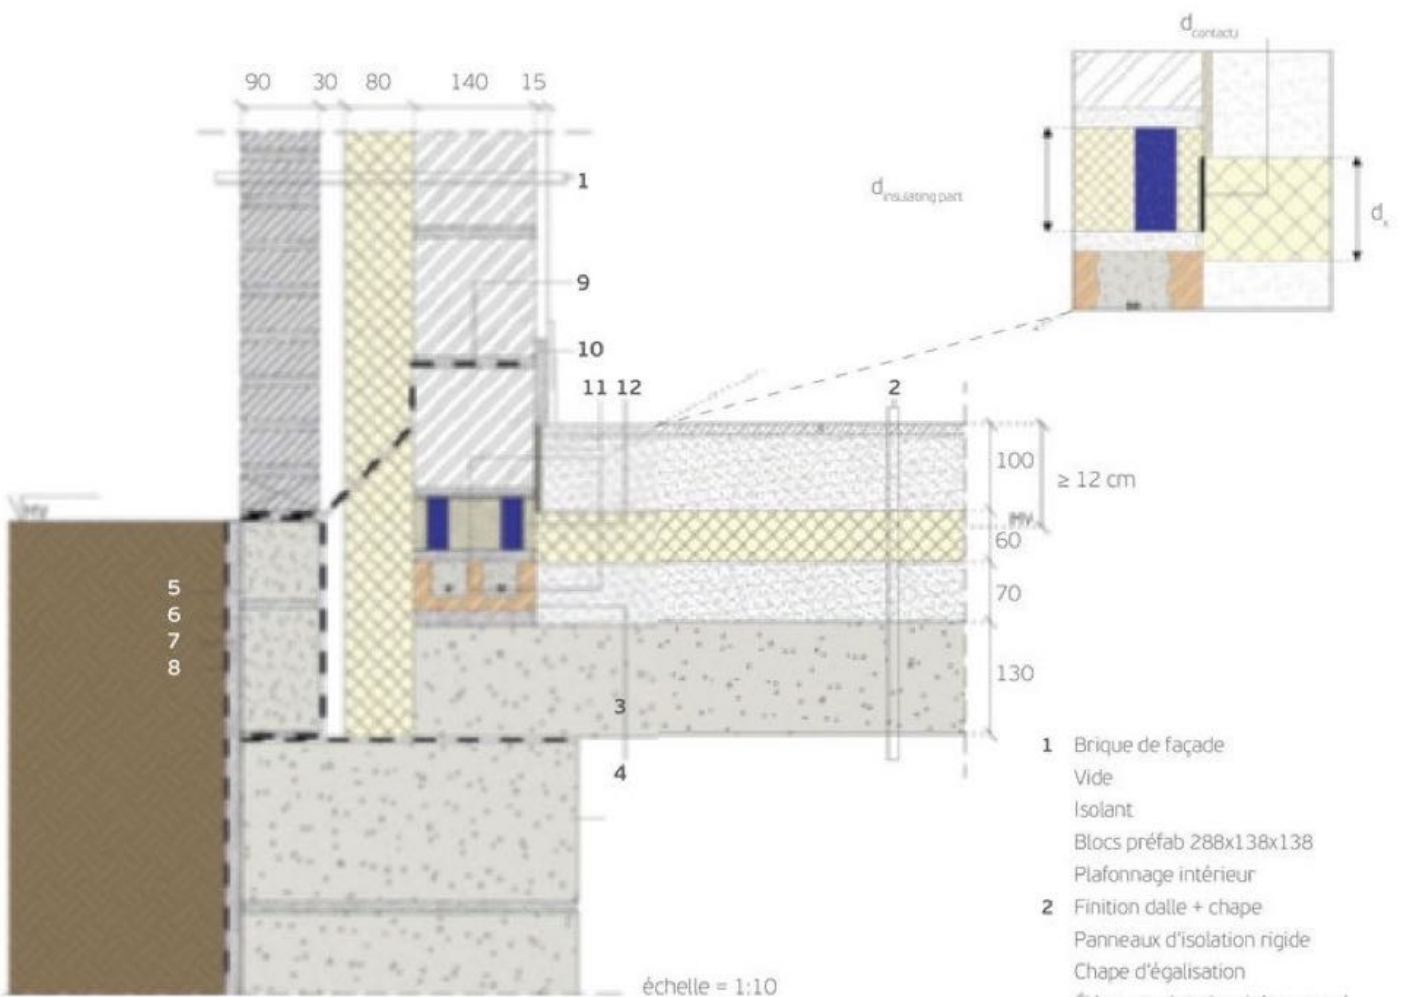 d contact,i
90 30 80 140 15
1
d insulating part
d x
9
10
11 12
2
100
≥ 12 cm
60
5
6
7
8
70
130
3
4
1 Brique de façade
Vide
Isolant
Blocs préfab 288x138x138
Plafonnage intérieur
2 Finition dalle + chape
Panneaux d'isolation rigide
Chape d'égalisation
échelle = 1:10